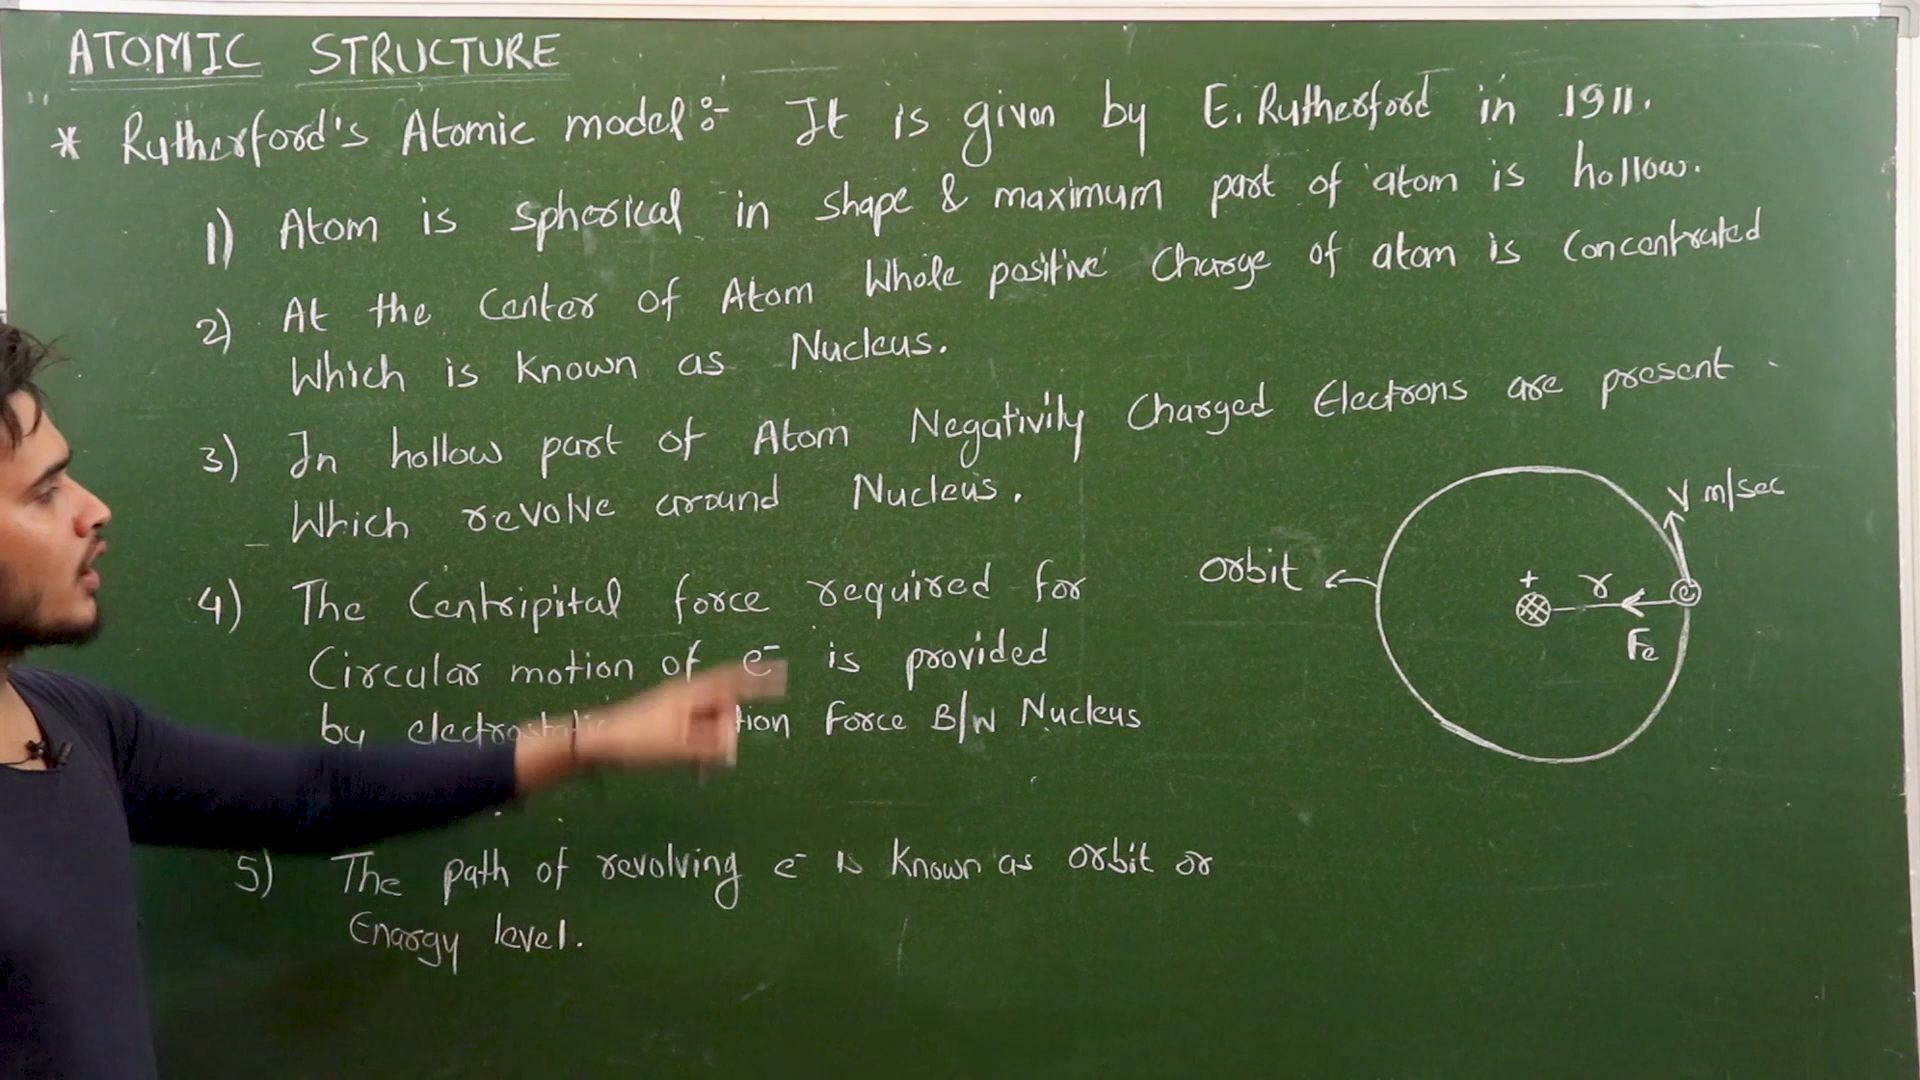 ATOMIC STRUCTURE
* Rutherford's Atomic model:- It is given by E. Rutherford in 1911.
1) Atom is spherical in shape & maximum part of atom is hollow.
2) At the Center of Atom Whole positive Charge of atom is Concentrated
Which is known as Nucleus.
3) In hollow part of Atom Negativily Charged Electrons are present
Which revolve around Nucleus.
4) The Centripital force required for
Circular motion of e⁻ is provided
by Force B/W Nucleus
5) The path of revolving e⁻ is Known as orbit or
Enargy level.
V m/sec
orbit
+ r e
Fe